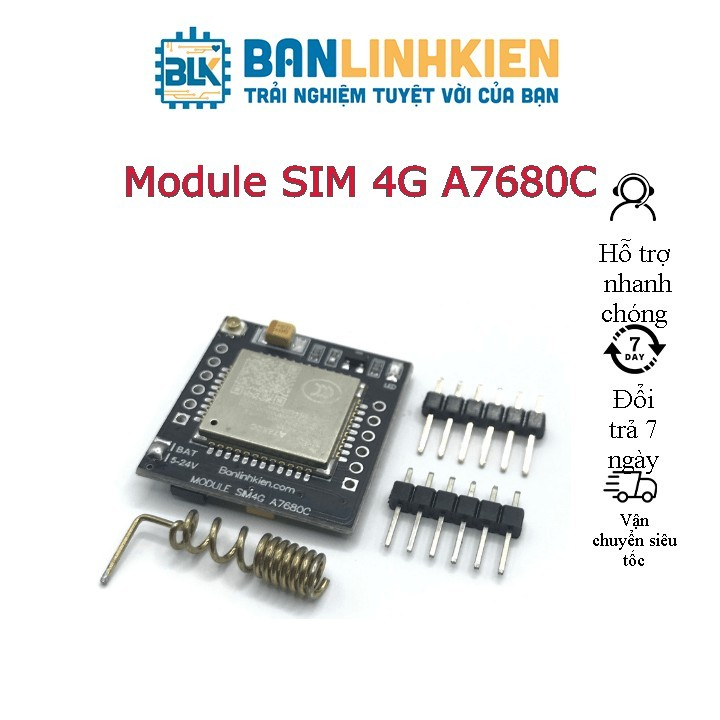 BLK
BANLINHKIEN
TRẢI NGHIỆM TUYỆT VỜI CỦA BẠN
Module SIM 4G A7680C
Hỗ trợ
nhanh
chóng
7
DAY
Đổi
trả 7
ngày
Vận
chuyển siêu
tốc
LED
BAT
5-24V
Banlinhkien.com
MODULE SIM4G A7680C